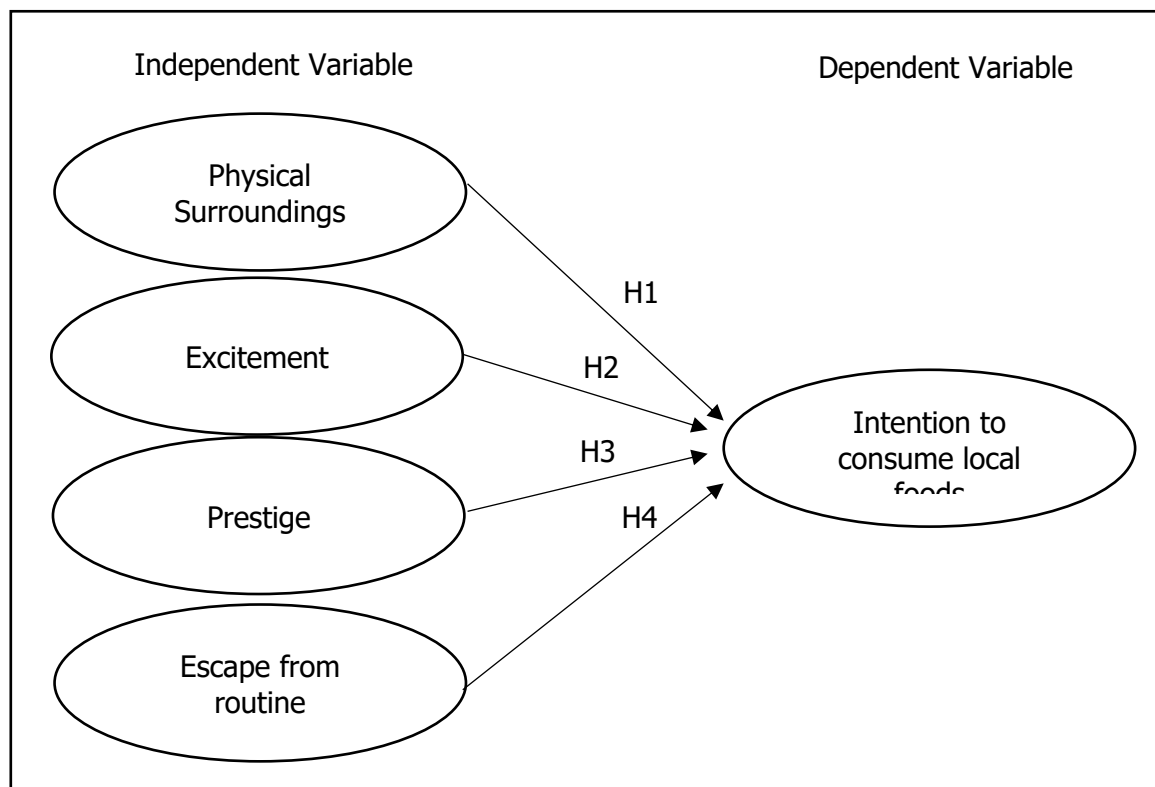 Independent Variable
Dependent Variable
Physical
Surroundings
H1
Excitement
H2
Intention to
consume local
foods
H3
Prestige
H4
Escape from
routine